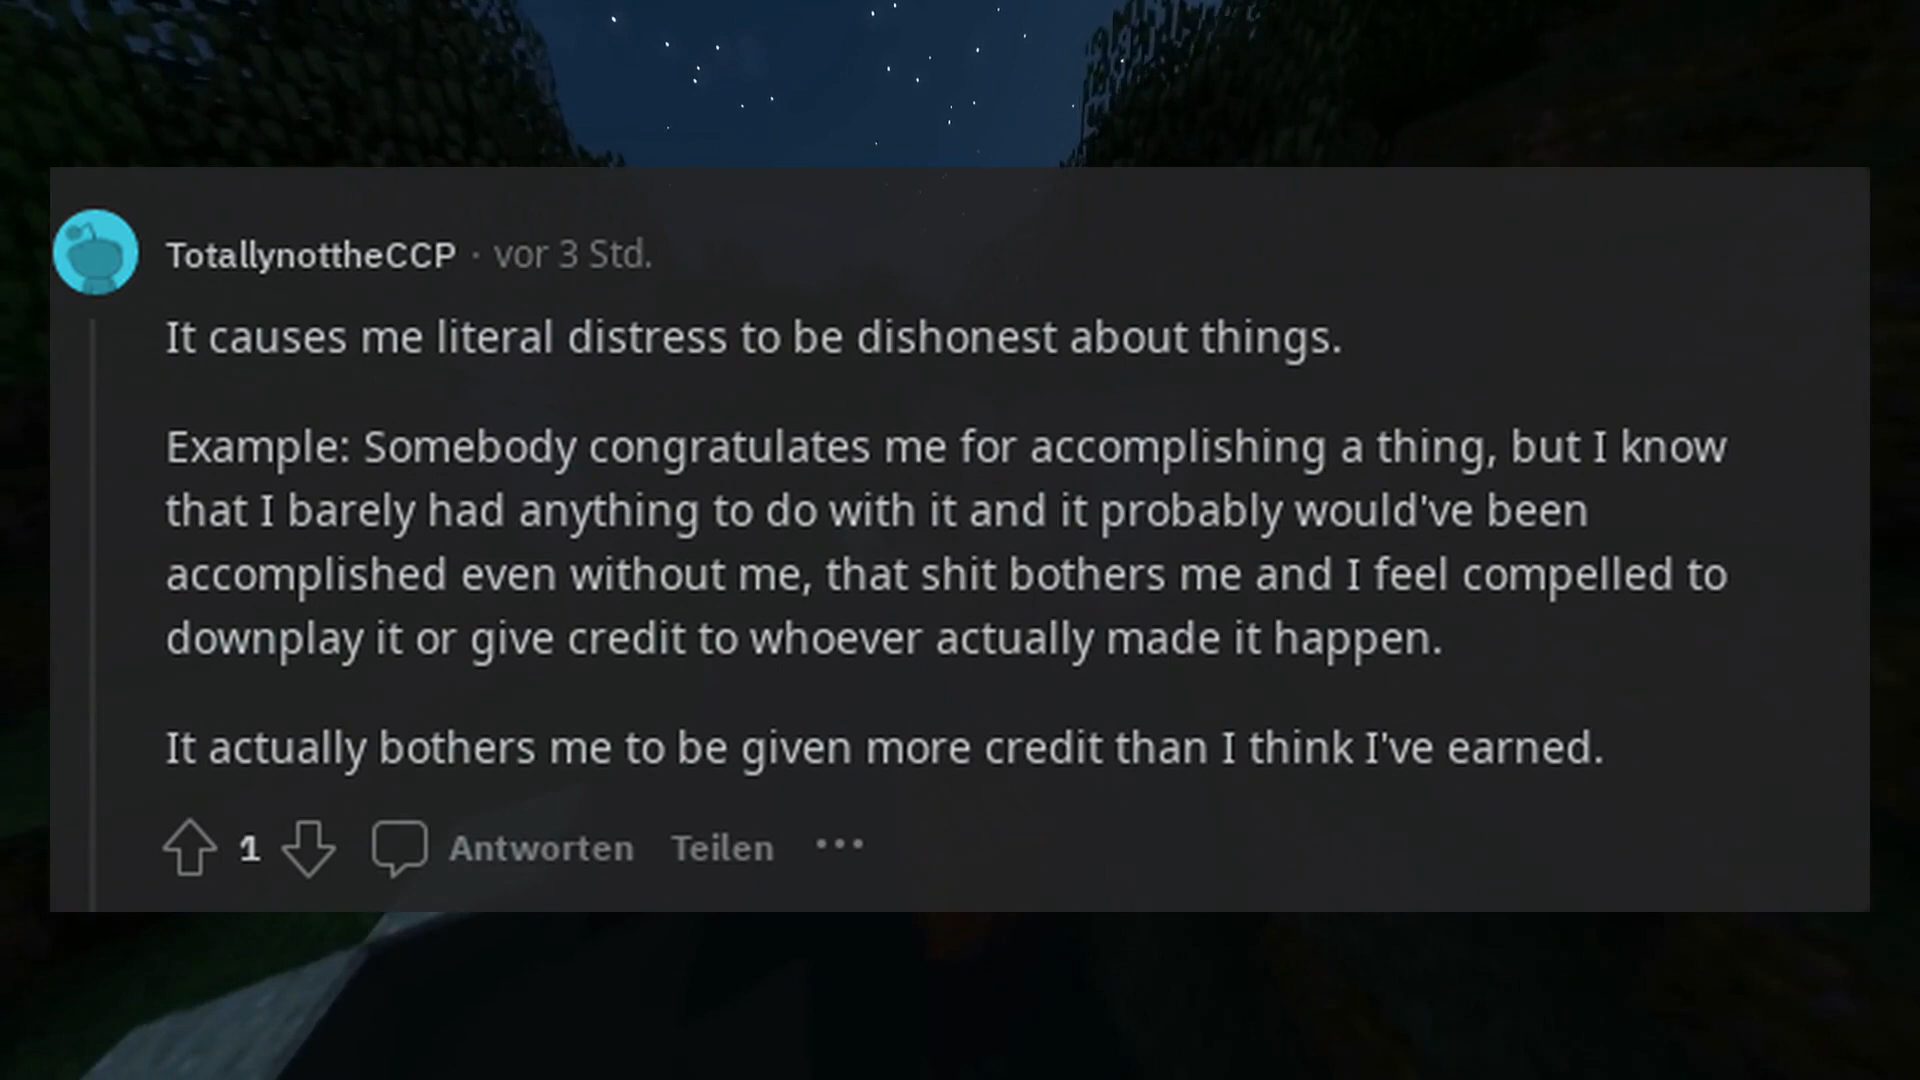 TotallynottheCCP · vor 3 Std.
It causes me literal distress to be dishonest about things.
Example: Somebody congratulates me for accomplishing a thing, but I know
that I barely had anything to do with it and it probably would've been
accomplished even without me, that shit bothers me and I feel compelled to
downplay it or give credit to whoever actually made it happen.
It actually bothers me to be given more credit than I think I've earned.
1 Antworten Teilen ···